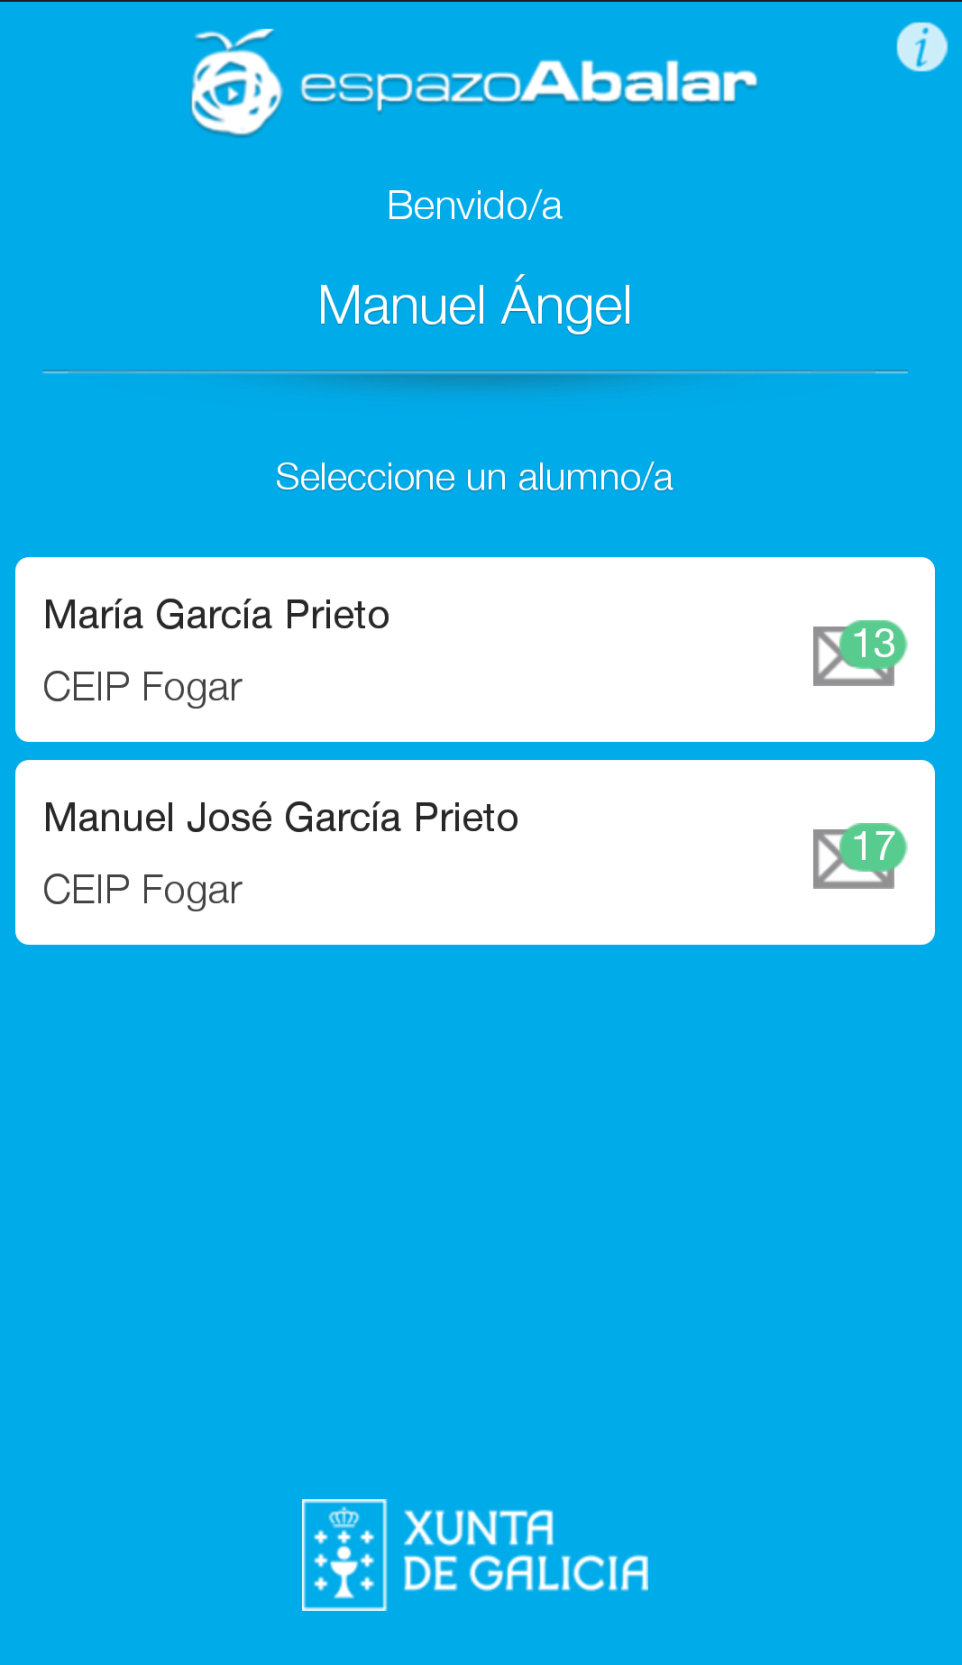 espazoAbalar
i
Benvido/a
Manuel Ángel
Seleccione un alumno/a
María García Prieto
13
CEIP Fogar
Manuel José García Prieto
17
CEIP Fogar
XUNTA
DE GALICIA